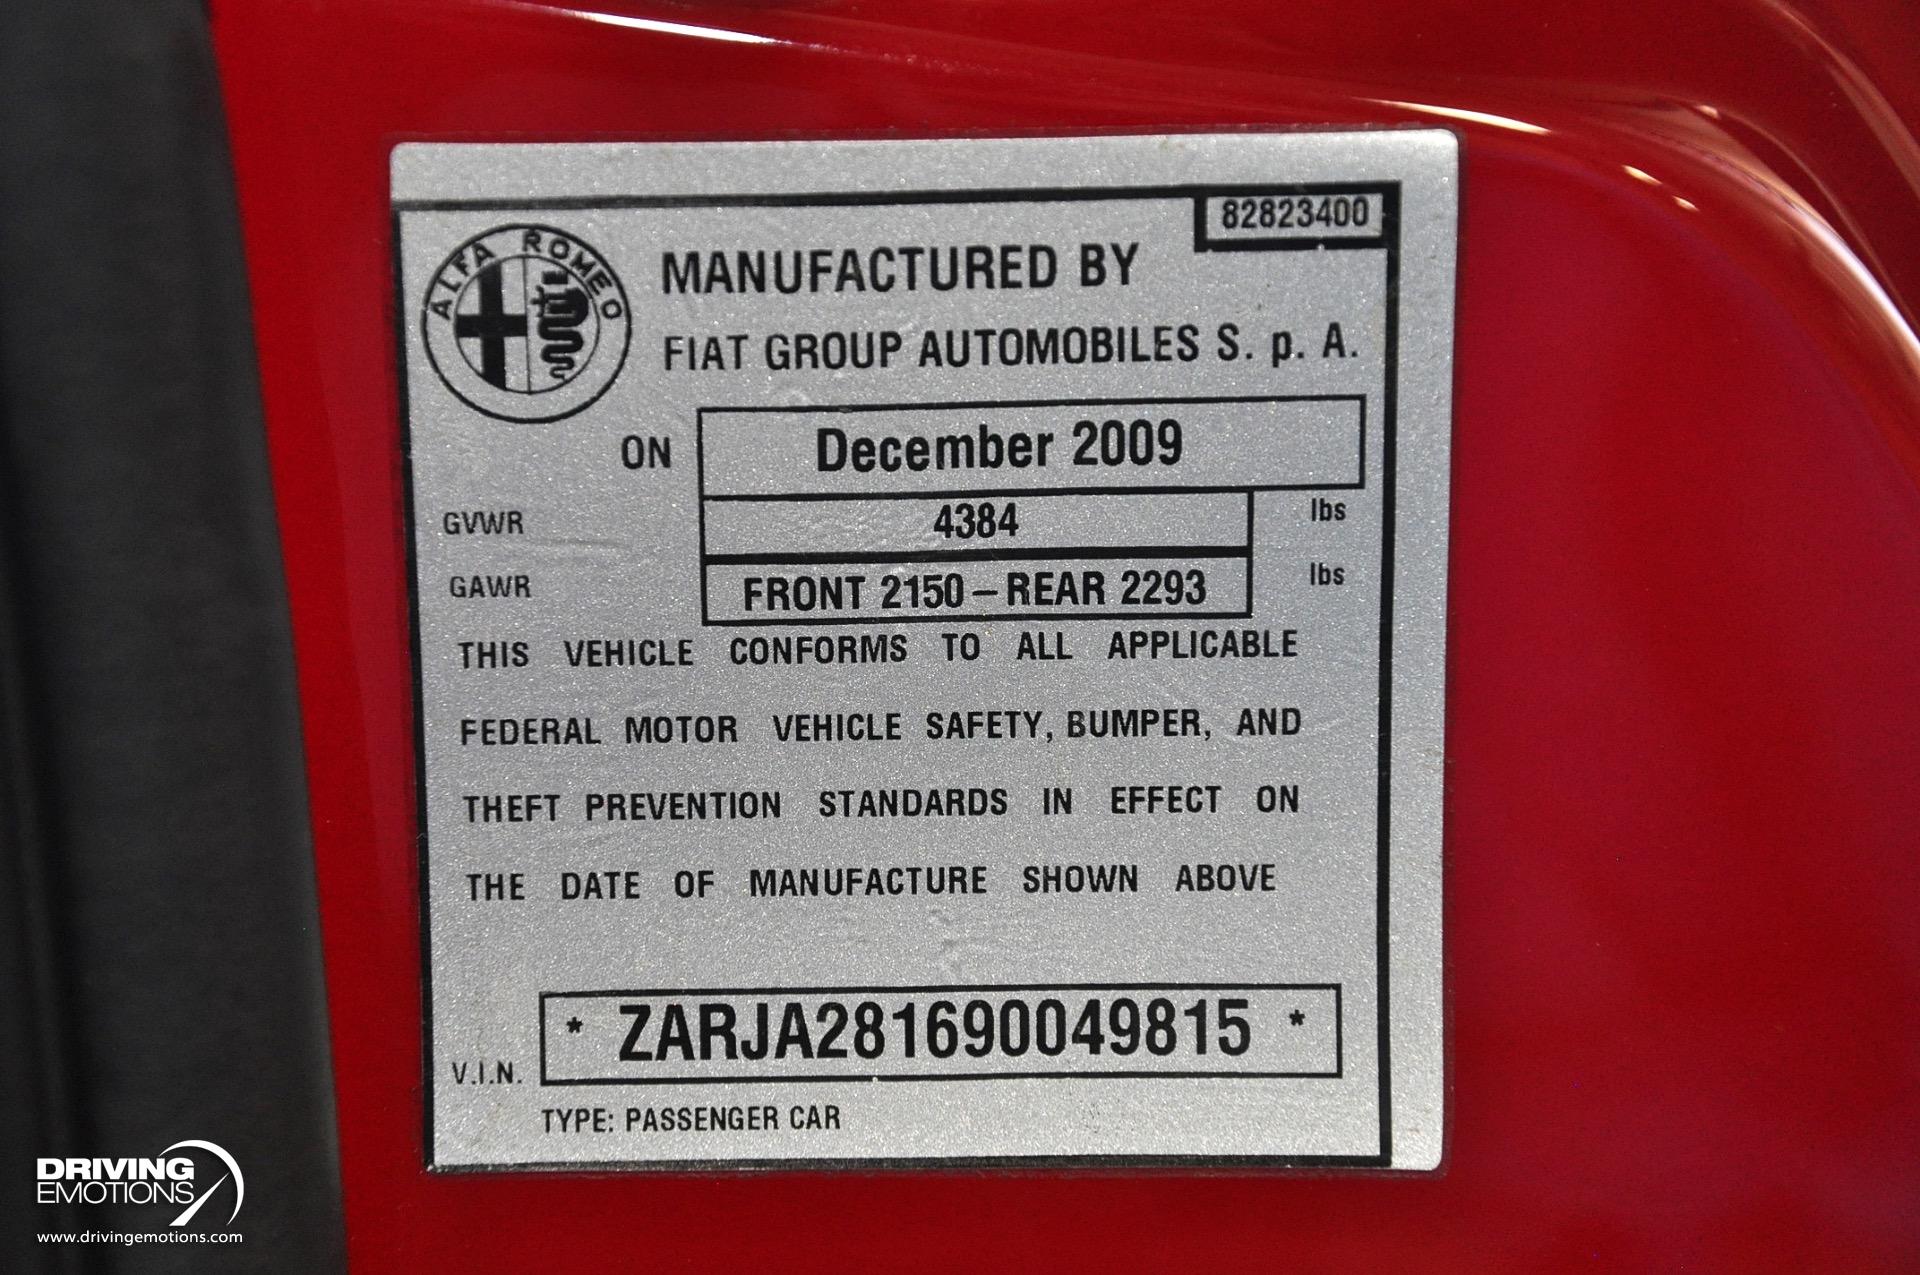 82823400
ALFA ROMEO
MANUFACTURED BY
FIAT GROUP AUTOMOBILES S. p. A.
ON December 2009
GVWR 4384 lbs
GAWR FRONT 2150 – REAR 2293 lbs
THIS VEHICLE CONFORMS TO ALL APPLICABLE
FEDERAL MOTOR VEHICLE SAFETY, BUMPER, AND
THEFT PREVENTION STANDARDS IN EFFECT ON
THE DATE OF MANUFACTURE SHOWN ABOVE
V.I.N. * ZARJA281690049815 *
TYPE: PASSENGER CAR
DRIVING
EMOTIONS
www.drivingemotions.com